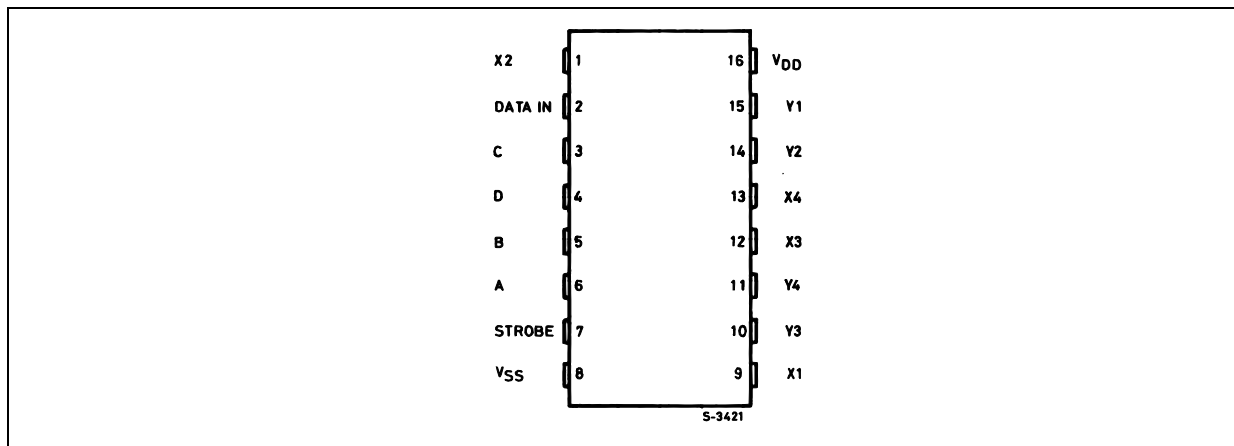 X2 1 16 VDD
DATA IN 2 15 Y1
C 3 14 Y2
D 4 13 X4
B 5 12 X3
A 6 11 Y4
STROBE 7 10 Y3
VSS 8 9 X1
S-3421